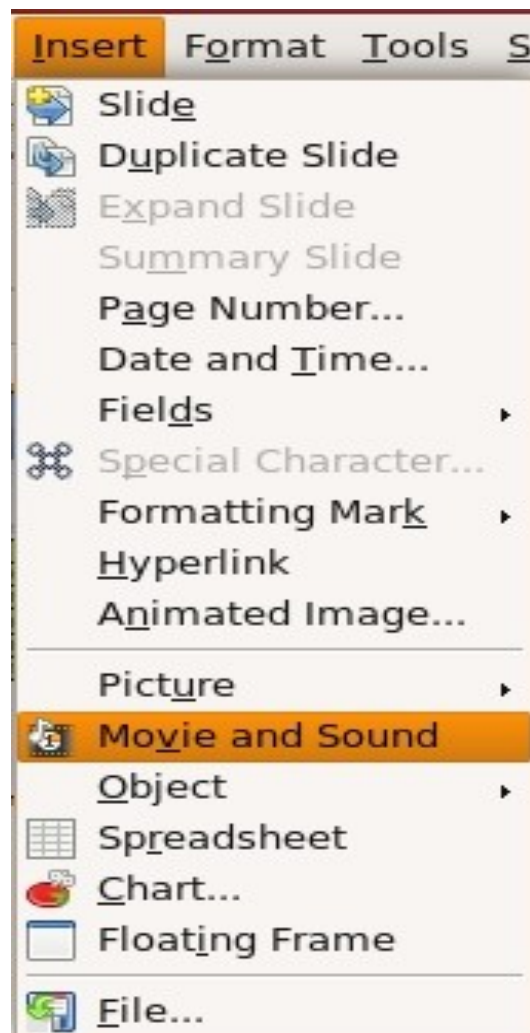 Insert Format Tools S
Slide
Duplicate Slide
Expand Slide
Summary Slide
Page Number...
Date and Time...
Fields
Special Character...
Formatting Mark
Hyperlink
Animated Image...
Picture
Movie and Sound
Object
Spreadsheet
Chart...
Floating Frame
File...